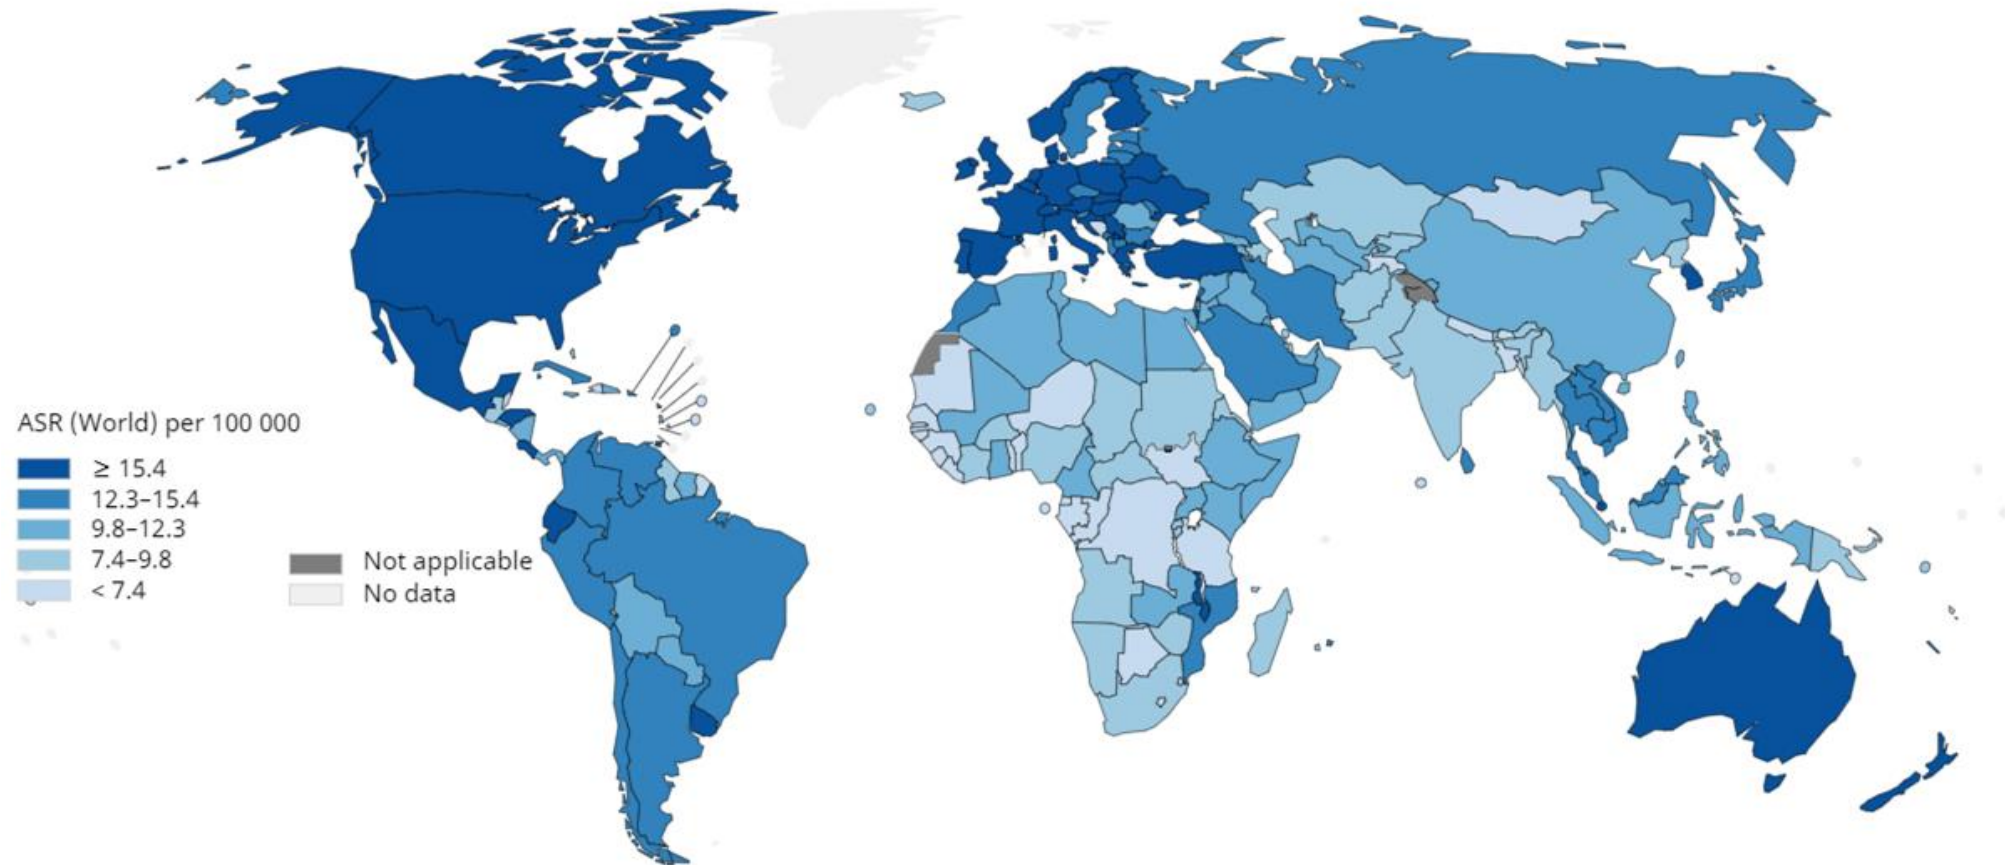 ASR (World) per 100 000
≥ 15.4
12.3–15.4
9.8–12.3
7.4–9.8
< 7.4
Not applicable
No data